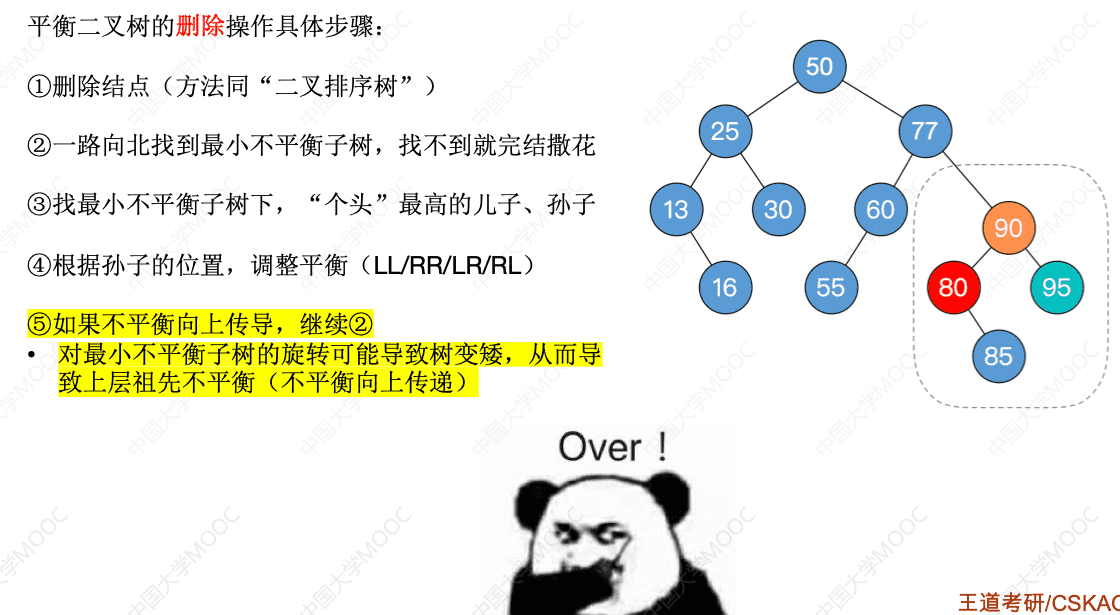 平衡二叉树的删除操作具体步骤：
①删除结点（方法同“二叉排序树”）
②一路向北找到最小不平衡子树，找不到就完结撒花
③找最小不平衡子树下，“个头”最高的儿子、孙子
④根据孙子的位置，调整平衡（LL/RR/LR/RL）
⑤如果不平衡向上传导，继续②
• 对最小不平衡子树的旋转可能导致树变矮，从而导
致上层祖先不平衡（不平衡向上传递）
50
25 77
13 30 60 90
16 55 80 95
85
Over！
王道考研/CSKAO
中国大学MOOC